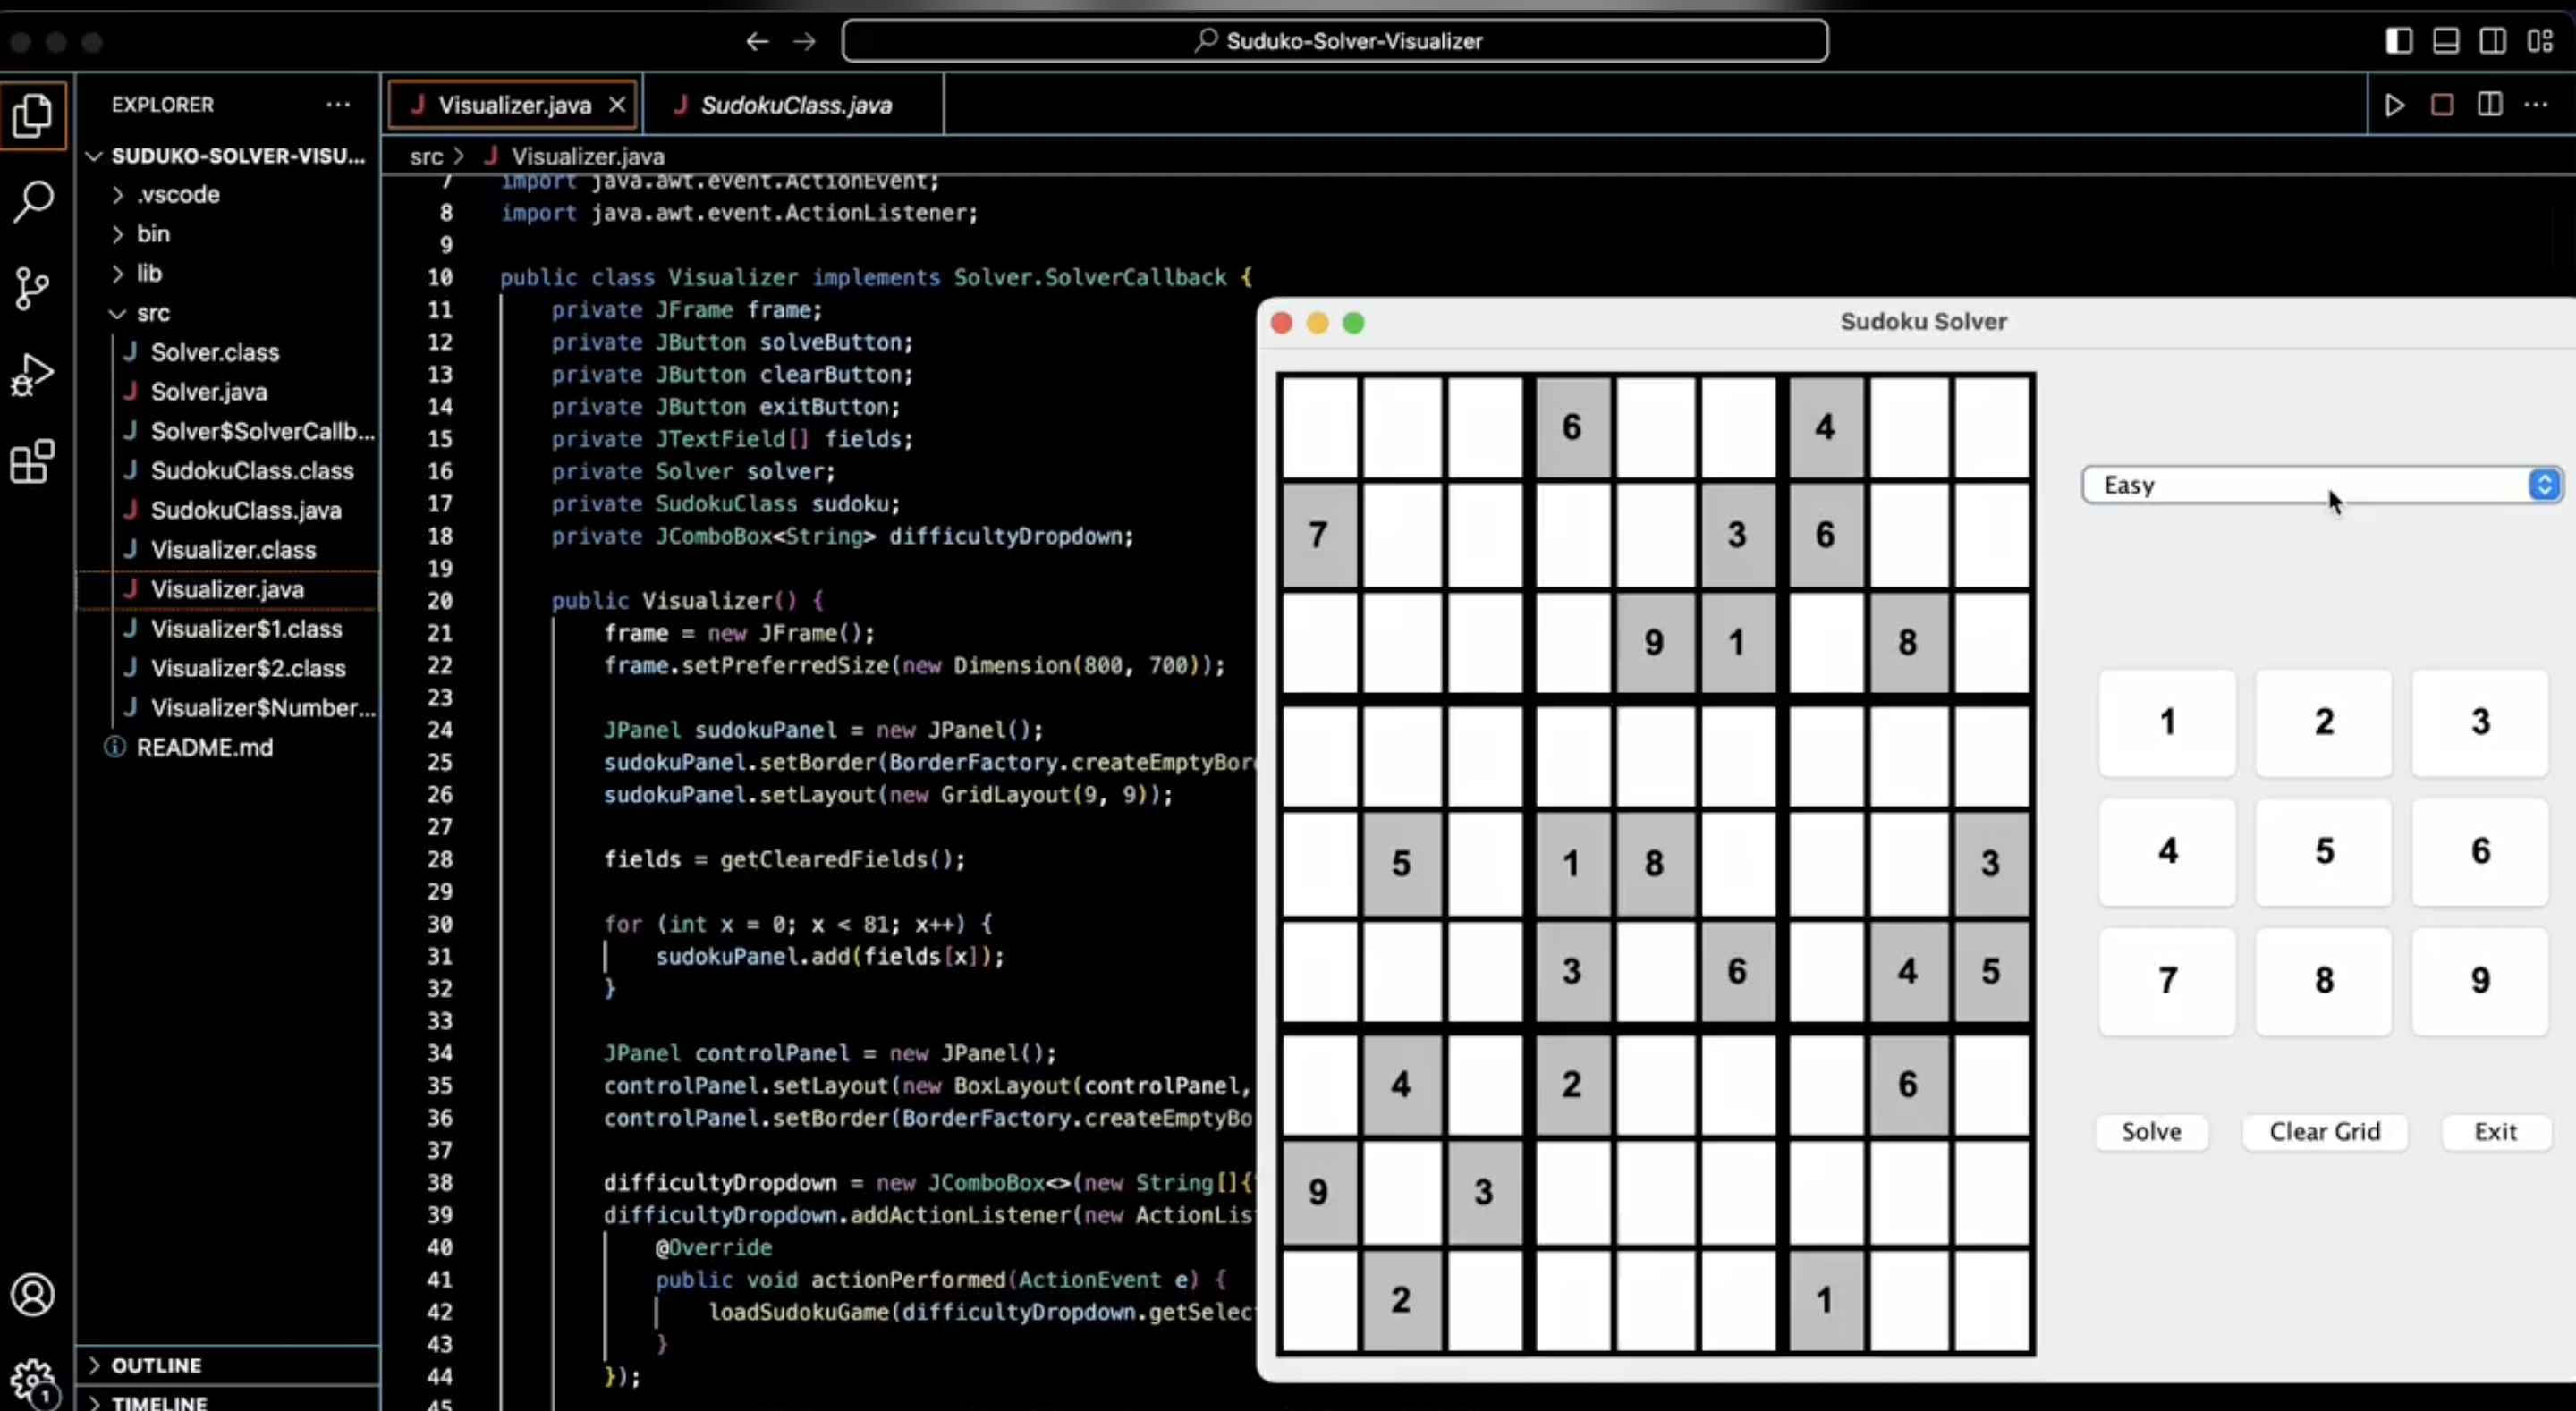 Suduko-Solver-Visualizer
EXPLORER
SUDUKO-SOLVER-VISU...
.vscode
bin
lib
src
Solver.class
Solver.java
Solver$SolverCallb...
SudokuClass.class
SudokuClass.java
Visualizer.class
Visualizer.java
Visualizer$1.class
Visualizer$2.class
Visualizer$Number...
README.md
OUTLINE
TIMELINE
1
Visualizer.java
SudokuClass.java
src > Visualizer.java
7 import java.awt.event.ActionEvent;
8 import java.awt.event.ActionListener;
9
10 public class Visualizer implements Solver.SolverCallback {
11 private JFrame frame;
12 private JButton solveButton;
13 private JButton clearButton;
14 private JButton exitButton;
15 private JTextField[] fields;
16 private Solver solver;
17 private SudokuClass sudoku;
18 private JComboBox<String> difficultyDropdown;
19
20 public Visualizer() {
21 frame = new JFrame();
22 frame.setPreferredSize(new Dimension(800, 700));
23
24 JPanel sudokuPanel = new JPanel();
25 sudokuPanel.setBorder(BorderFactory.createEmptyBor
26 sudokuPanel.setLayout(new GridLayout(9, 9));
27
28 fields = getClearedFields();
29
30 for (int x = 0; x < 81; x++) {
31 sudokuPanel.add(fields[x]);
32 }
33
34 JPanel controlPanel = new JPanel();
35 controlPanel.setLayout(new BoxLayout(controlPanel,
36 controlPanel.setBorder(BorderFactory.createEmptyBo
37
38 difficultyDropdown = new JComboBox<>(new String[]{
39 difficultyDropdown.addActionListener(new ActionLis
40 @Override
41 public void actionPerformed(ActionEvent e) {
42 loadSudokuGame(difficultyDropdown.getSelec
43 }
44 });
45
Sudoku Solver
6 4
7 3 6
9 1 8
5 1 8 3
3 6 4 5
4 2 6
9 3
2 1
Easy
1 2 3
4 5 6
7 8 9
Solve Clear Grid Exit